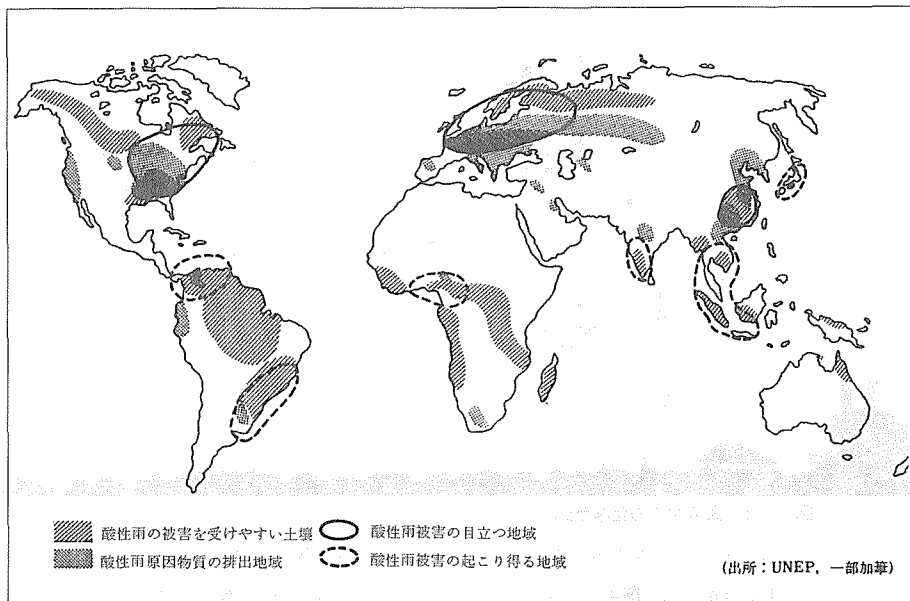 酸性雨の被害を受けやすい土壌
酸性雨被害の目立つ地域
酸性雨原因物質の排出地域
酸性雨被害の起こり得る地域
(出所：UNEP，一部加筆)